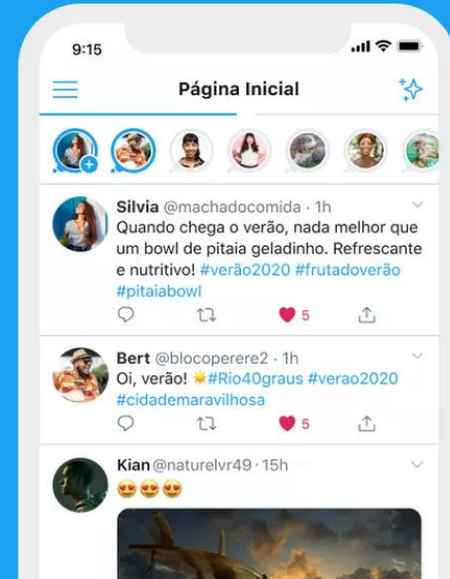 9:15
Página Inicial
Silvia @machadocomida · 1h
Quando chega o verão, nada melhor que
um bowl de pitaia geladinho. Refrescante
e nutritivo! #verão2020 #frutadoverão
#pitaiabowl
5
Bert @blocoperere2 · 1h
Oi, verão! ☀️#Rio40graus #verao2020
#cidademaravilhosa
5
Kian @naturelvr49 · 15h
😍😍😍